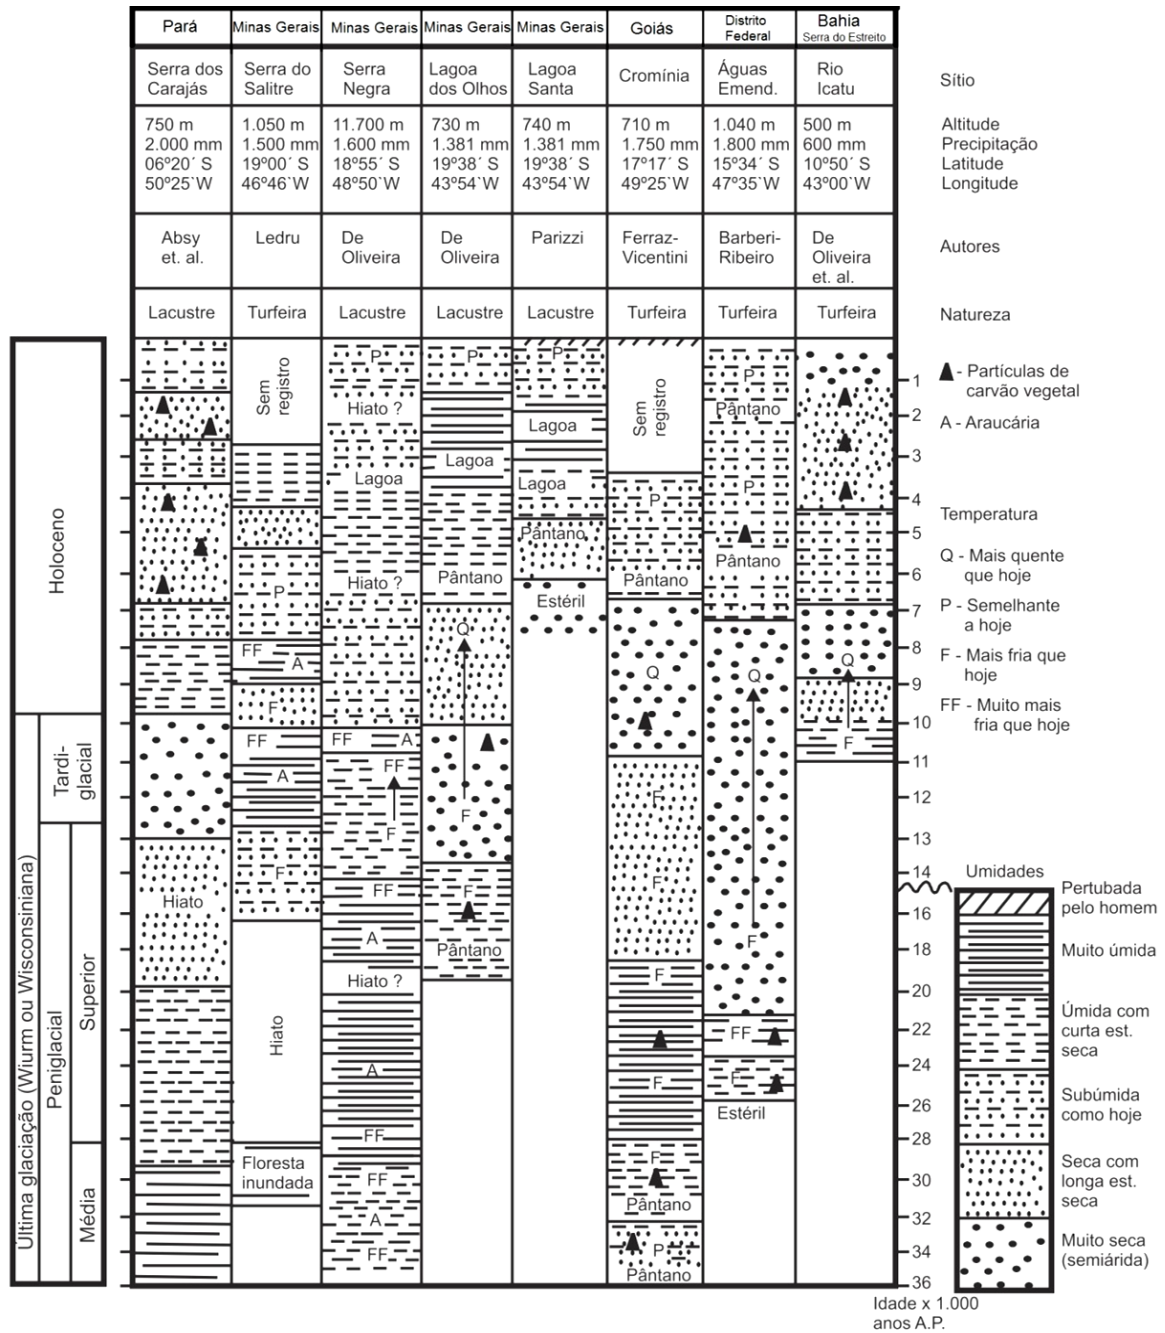 Pará
Minas Gerais
Minas Gerais
Minas Gerais
Minas Gerais
Goiás
Distrito
Federal
Bahia
Serra do Estreito
Serra dos
Carajás
Serra do
Salitre
Serra
Negra
Lagoa
dos Olhos
Lagoa
Santa
Cromínia
Águas
Emend.
Rio
Icatu
Sítio
750 m
2.000 mm
06º20´ S
50º25`W
1.050 m
1.500 mm
19º00´ S
46º46`W
11.700 m
1.600 mm
18º55´ S
48º50`W
730 m
1.381 mm
19º38´ S
43º54`W
740 m
1.381 mm
19º38´ S
43º54`W
710 m
1.750 mm
17º17´ S
49º25`W
1.040 m
1.800 mm
15º34´ S
47º35`W
500 m
600 mm
10º50´ S
43º00`W
Altitude
Precipitação
Latitude
Longitude
Absy
et. al.
Ledru
De
Oliveira
De
Oliveira
Parizzi
Ferraz-
Vicentini
Barberi-
Ribeiro
De
Oliveira
et. al.
Autores
Lacustre
Turfeira
Lacustre
Lacustre
Lacustre
Turfeira
Turfeira
Turfeira
Natureza
Holoceno
Tardi-
glacial
Última glaciação (Wiurm ou Wisconsiniana)
Peniglacial
Superior
Média
Hiato
Sem
registro
P
FF
A
F
FF
A
F
Hiato
Floresta
inundada
P
Hiato ?
Lagoa
Hiato ?
FF
A
FF
F
FF
A
Hiato ?
A
FF
FF
A
FF
P
Lagoa
Pântano
Q
F
F
Pântano
P
Lagoa
Lagoa
Pântano
Estéril
Sem
registro
P
Pântano
Q
F
F
F
F
F
Pântano
P
Pântano
P
Pântano
P
Pântano
Q
F
FF
F
Estéril
Q
F
1
2
3
4
5
6
7
8
9
10
11
12
13
14
16
18
20
22
24
26
28
30
32
34
36
Idade x 1.000
anos A.P.
- Partículas de
carvão vegetal
A - Araucária
Temperatura
Q - Mais quente
que hoje
P - Semelhante
a hoje
F - Mais fria que
hoje
FF - Muito mais
fria que hoje
Umidades
Pertubada
pelo homem
Muito úmida
Úmida com
curta est.
seca
Subúmida
como hoje
Seca com
longa est.
seca
Muito seca
(semiárida)